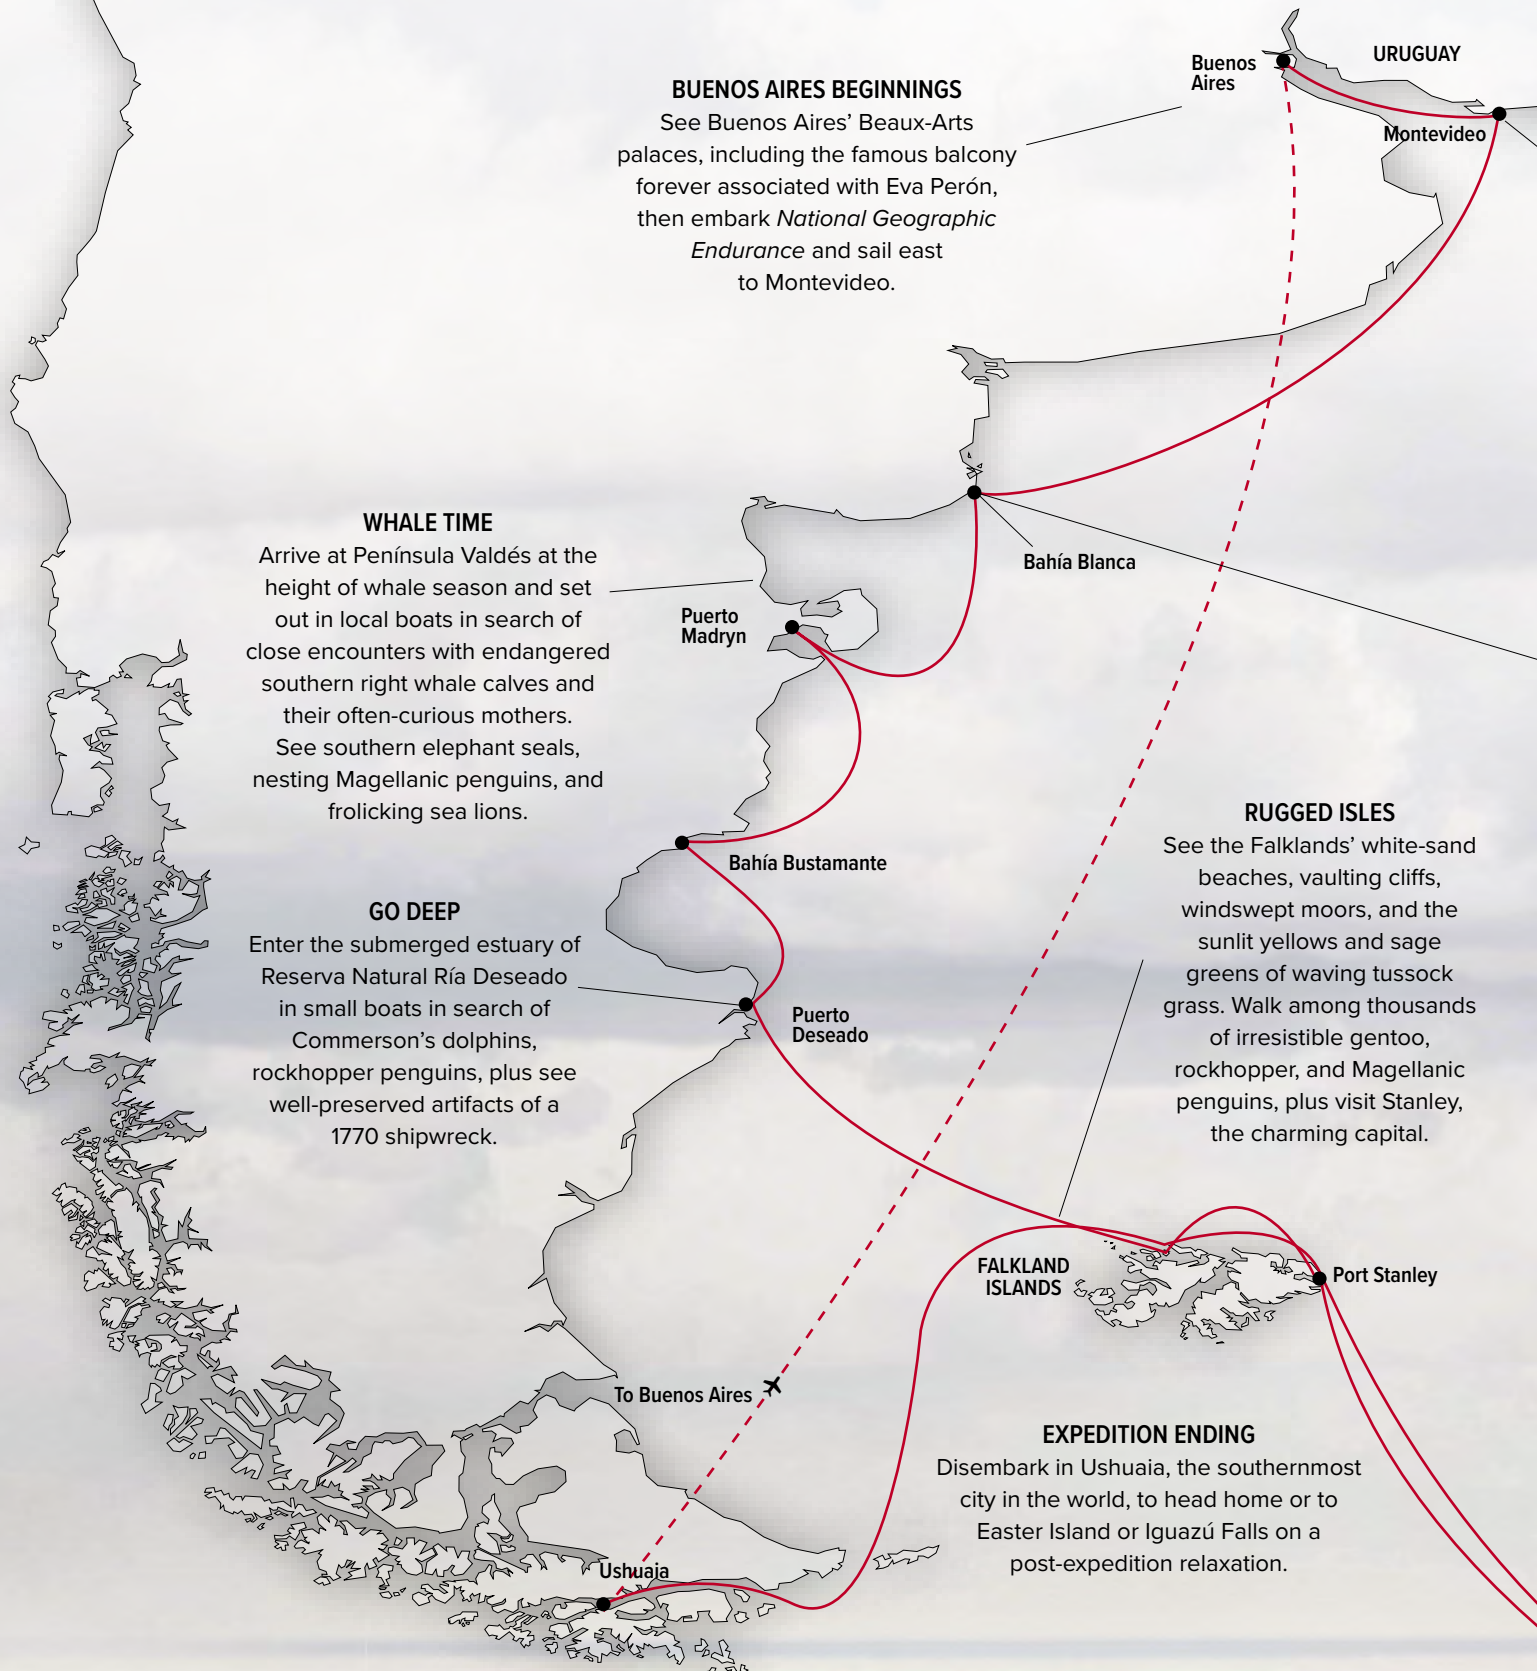 Buenos
Aires
URUGUAY
Montevideo
BUENOS AIRES BEGINNINGS
See Buenos Aires’ Beaux-Arts
palaces, including the famous balcony
forever associated with Eva Perón,
then embark National Geographic
Endurance and sail east
to Montevideo.
WHALE TIME
Arrive at Península Valdés at the
height of whale season and set
out in local boats in search of
close encounters with endangered
southern right whale calves and
their often-curious mothers.
See southern elephant seals,
nesting Magellanic penguins, and
frolicking sea lions.
Bahía Blanca
Puerto
Madryn
Bahía Bustamante
GO DEEP
Enter the submerged estuary of
Reserva Natural Ría Deseado
in small boats in search of
Commerson’s dolphins,
rockhopper penguins, plus see
well-preserved artifacts of a
1770 shipwreck.
Puerto
Deseado
RUGGED ISLES
See the Falklands’ white-sand
beaches, vaulting cliffs,
windswept moors, and the
sunlit yellows and sage
greens of waving tussock
grass. Walk among thousands
of irresistible gentoo,
rockhopper, and Magellanic
penguins, plus visit Stanley,
the charming capital.
FALKLAND
ISLANDS
Port Stanley
To Buenos Aires
EXPEDITION ENDING
Disembark in Ushuaia, the southernmost
city in the world, to head home or to
Easter Island or Iguazú Falls on a
post-expedition relaxation.
Ushuaia